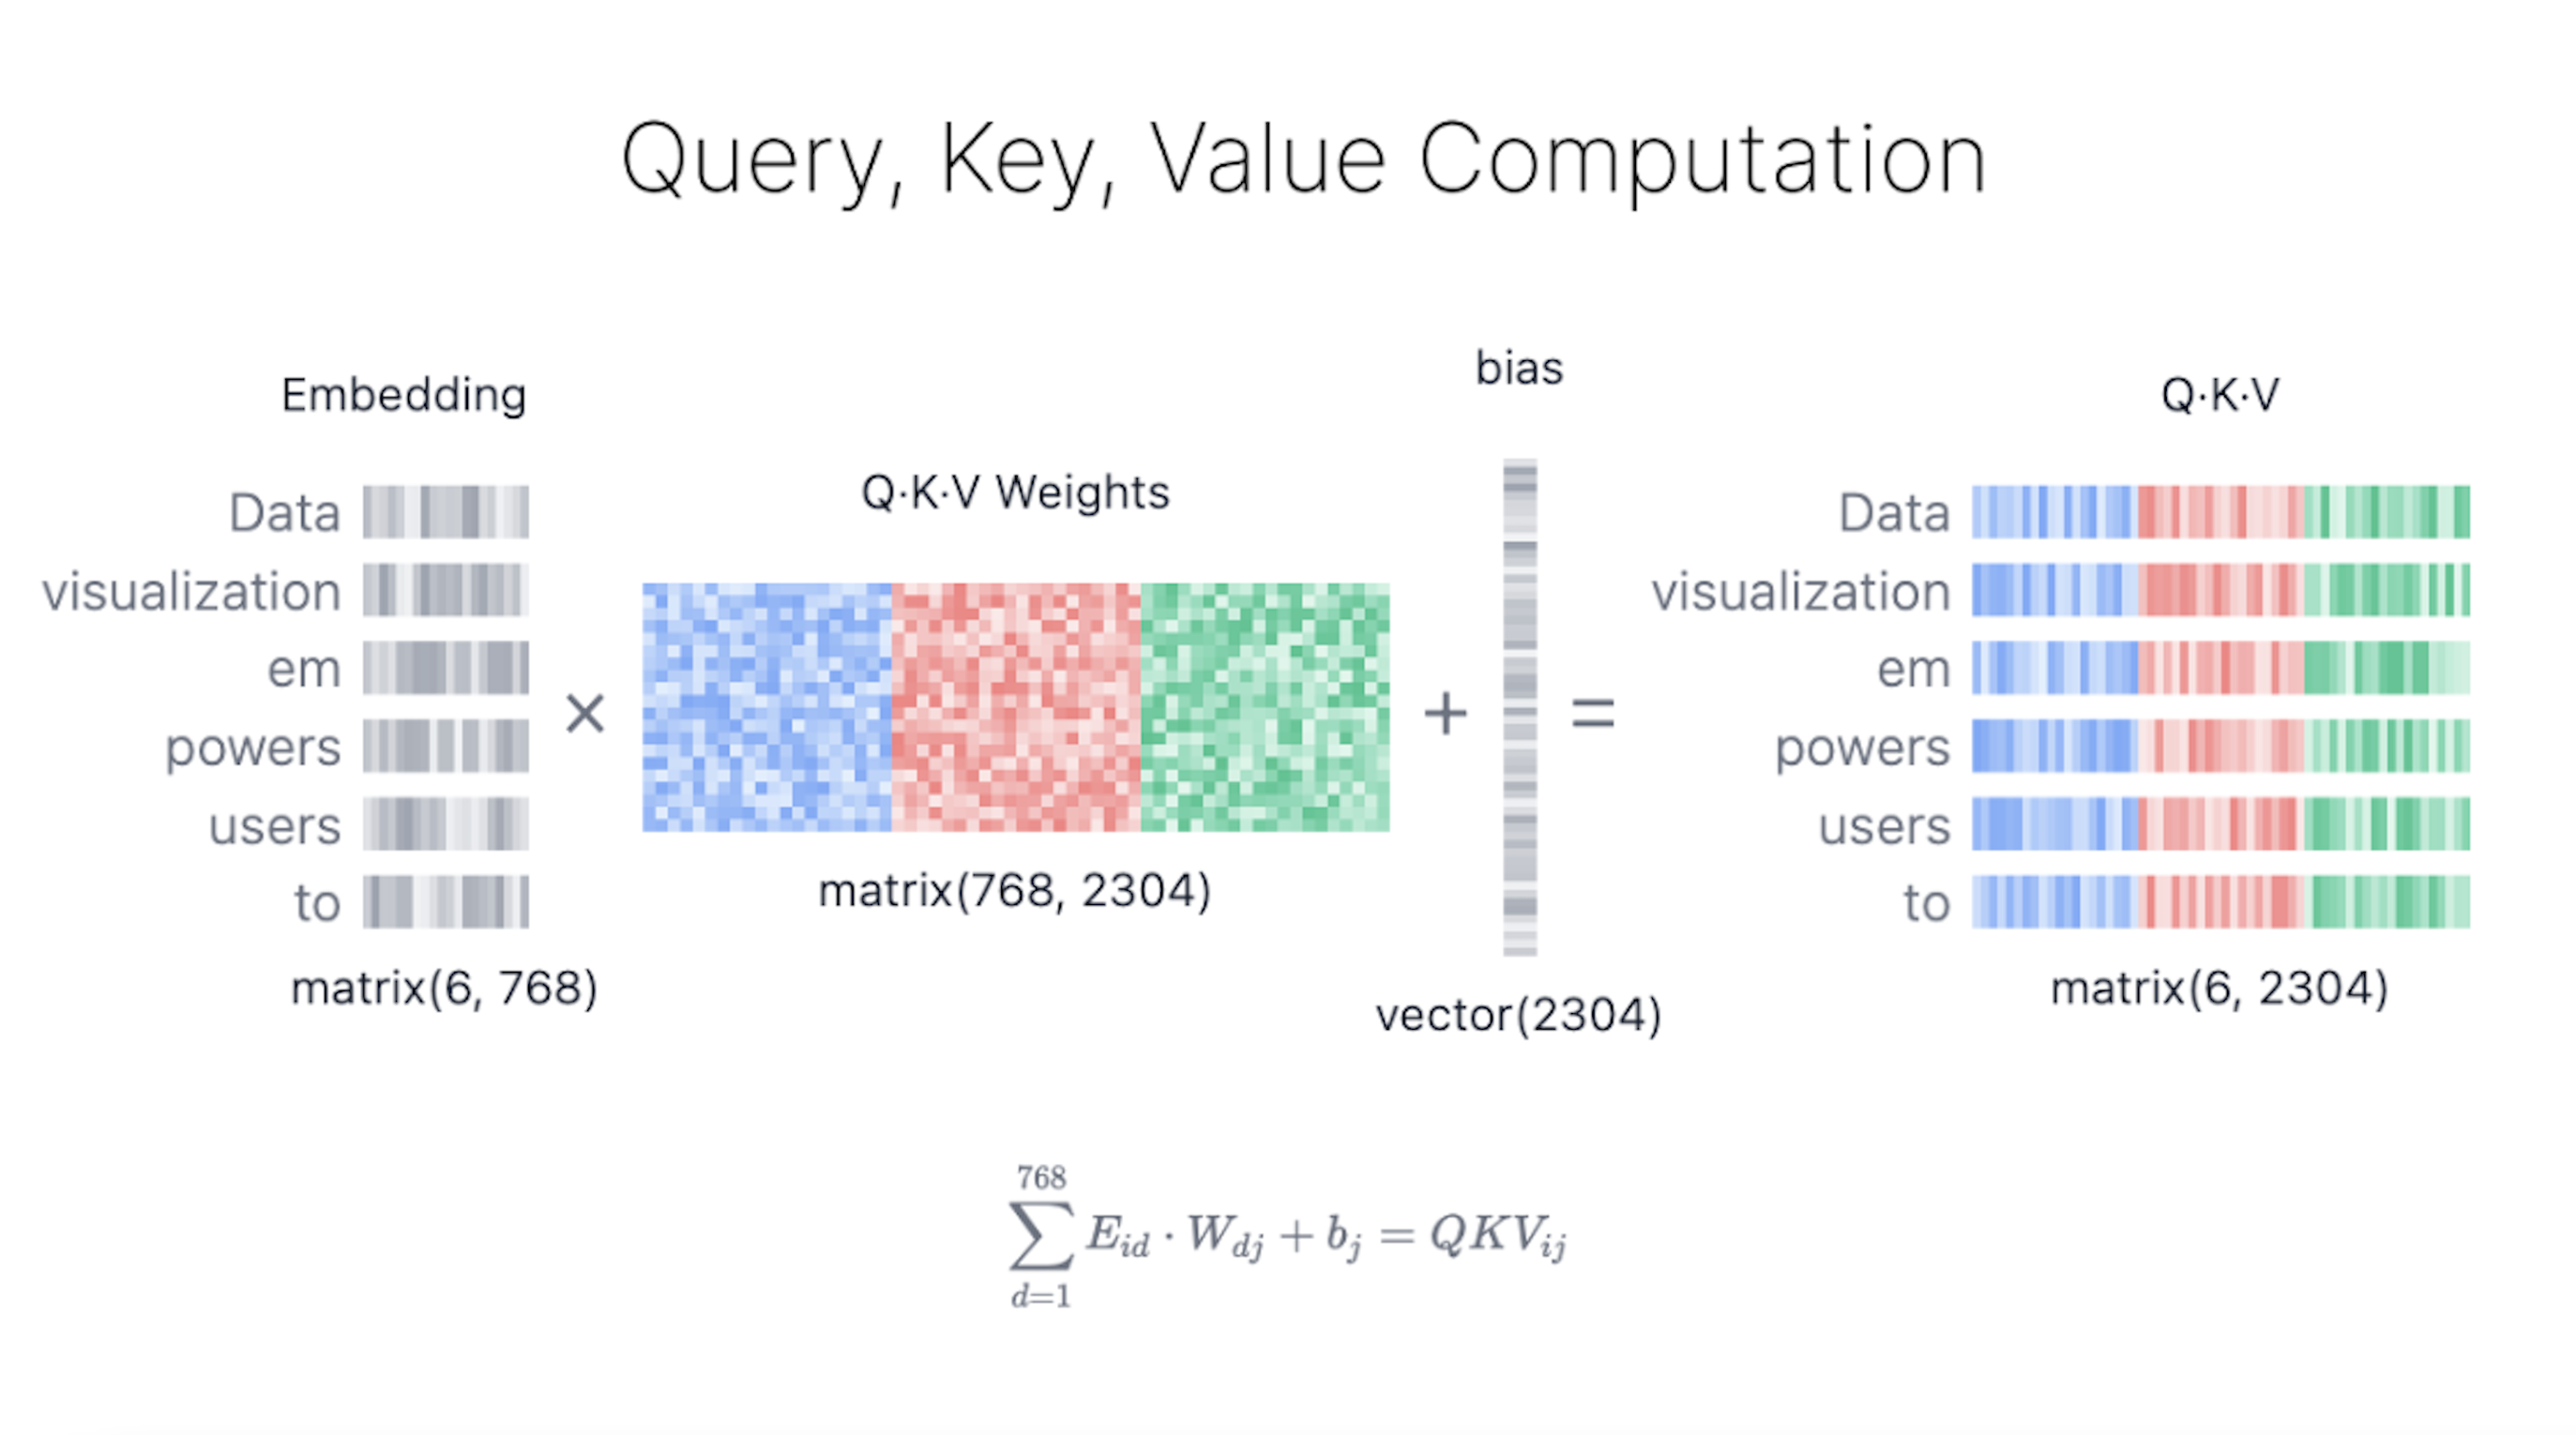 Query, Key, Value Computation
Embedding
Data
visualization
em
powers
users
to
matrix(6, 768)
×
Q·K·V Weights
matrix(768, 2304)
+
bias
vector(2304)
=
Q·K·V
Data
visualization
em
powers
users
to
matrix(6, 2304)
\sum_{d=1}^{768} E_{id} · W_{dj} + b_j = QKV_{ij}